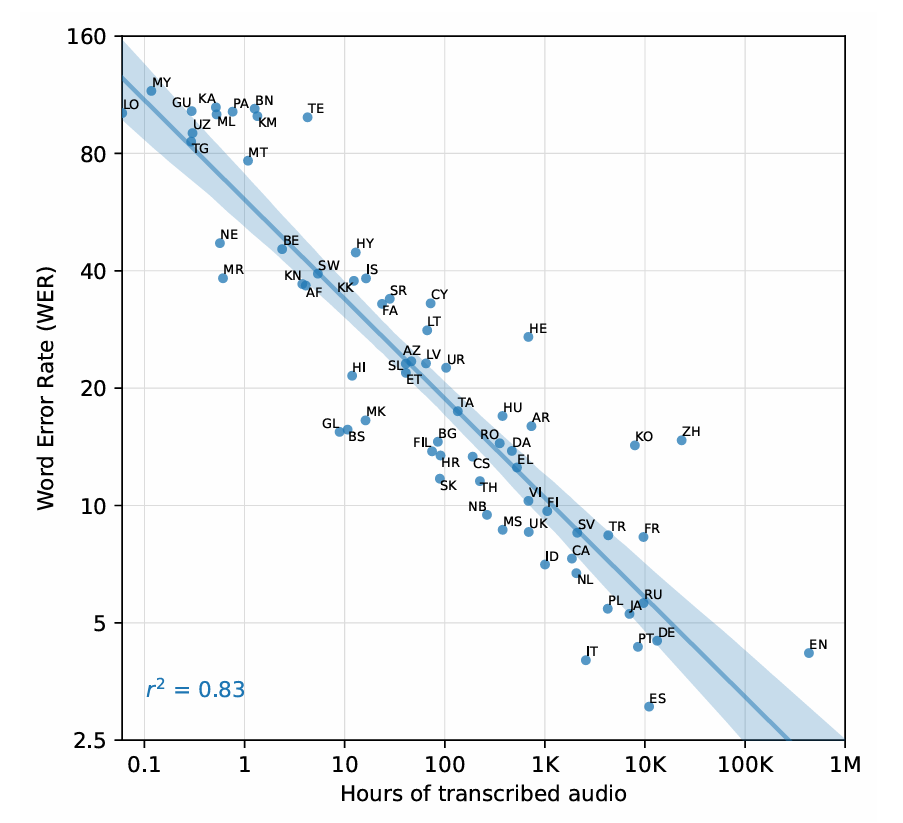 160
80
40
20
10
5
2.5
Word Error Rate (WER)
MY
LO
GU
KA
PA
BN
TE
ML
KM
UZ
TG
MT
NE
BE
HY
MR
SW
IS
KN
AF
KK
SR
FA
CY
LT
HE
AZ
LV
UR
SL
ET
HI
TA
HU
AR
MK
GL
BS
BG
RO
DA
KO
ZH
FIL
HR
CS
EL
SK
TH
VI
FI
NB
MS
UK
SV
TR
FR
ID
CA
NL
PL
JA
RU
PT
DE
IT
EN
ES
r² = 0.83
0.1 1 10 100 1K 10K 100K 1M
Hours of transcribed audio